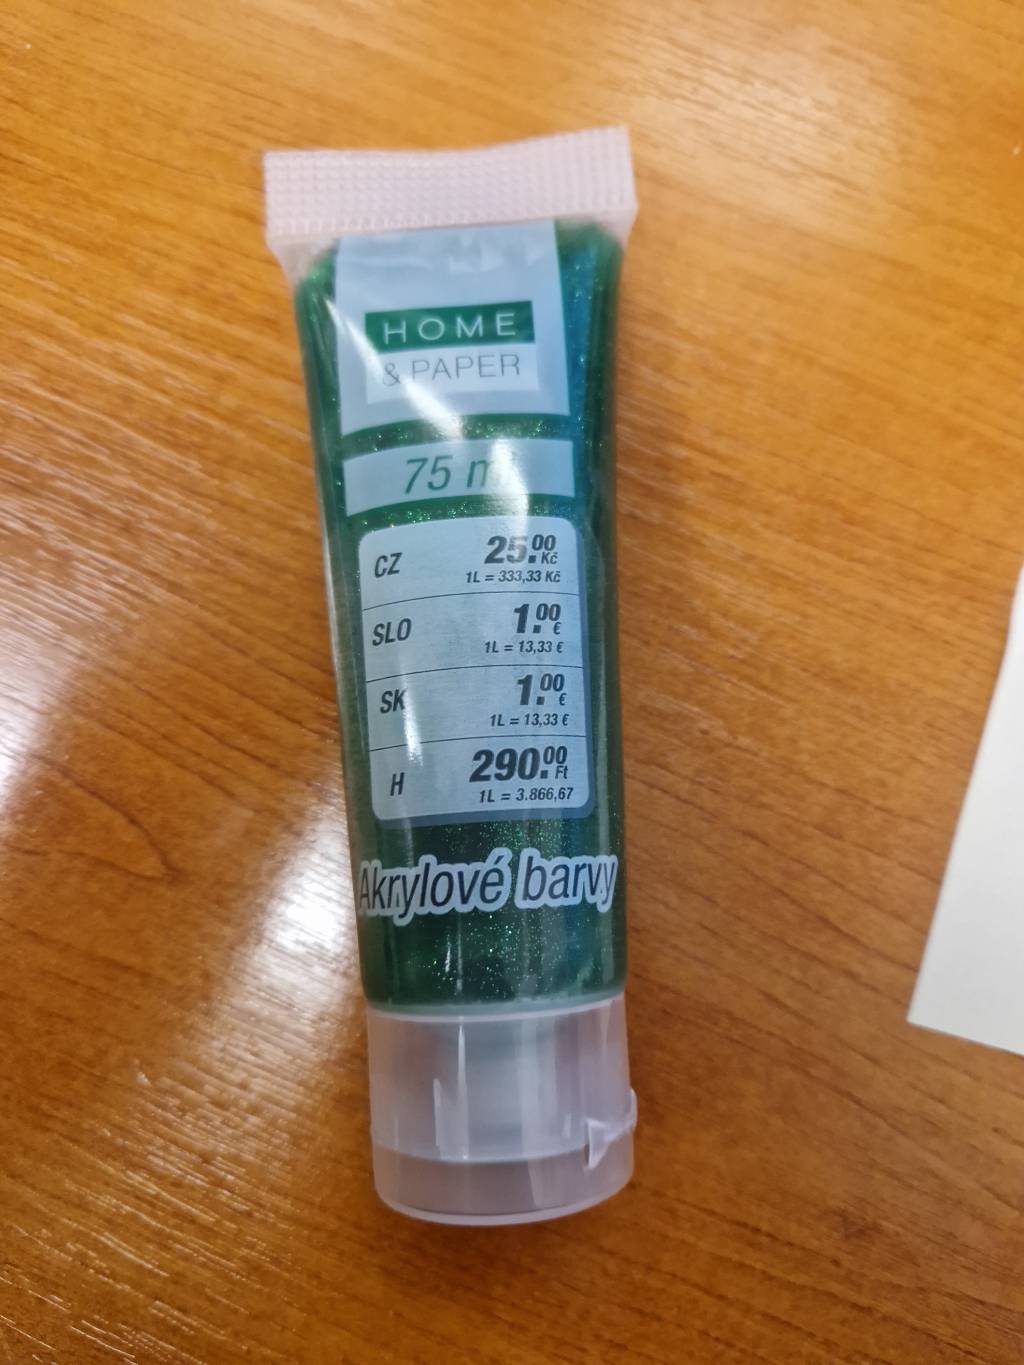 HOME
& PAPER
75 ml
CZ 25.00 Kč
1L = 333,33 Kč
SLO 1.00 €
1L = 13,33 €
SK 1.00 €
1L = 13,33 €
H 290.00 Ft
1L = 3.866,67
Akrylové barvy